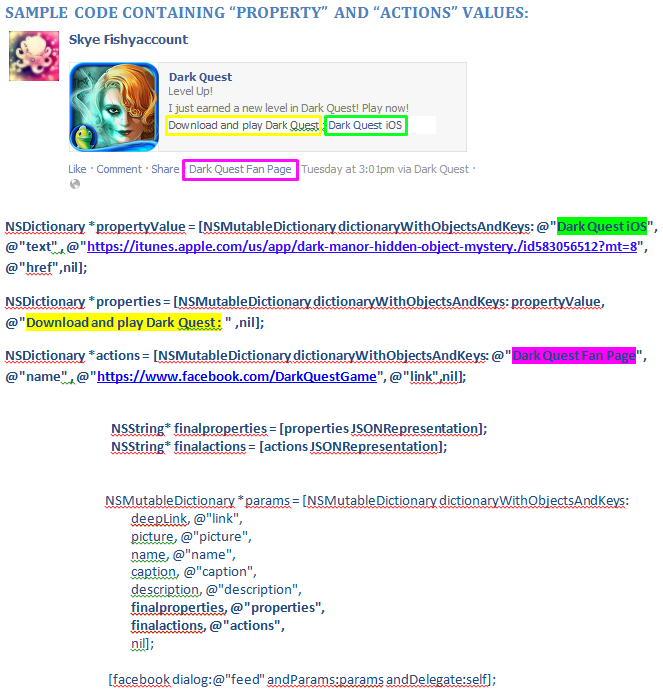 SAMPLE CODE CONTAINING “PROPERTY” AND “ACTIONS” VALUES:
Skye Fishyaccount
Dark Quest
Level Up!
I just earned a new level in Dark Quest! Play now!
Download and play Dark Quest : Dark Quest iOS
Like · Comment · Share · Dark Quest Fan Page · Tuesday at 3:01pm via Dark Quest ·
NSDictionary *propertyValue = [NSMutableDictionary dictionaryWithObjectsAndKeys: @"Dark Quest iOS",
@"text" , @"https://itunes.apple.com/us/app/dark-manor-hidden-object-mystery./id583056512?mt=8",
@"href",nil];
NSDictionary *properties = [NSMutableDictionary dictionaryWithObjectsAndKeys: propertyValue,
@"Download and play Dark Quest : " ,nil];
NSDictionary *actions = [NSMutableDictionary dictionaryWithObjectsAndKeys: @"Dark Quest Fan Page",
@"name" , @"https://www.facebook.com/DarkQuestGame", @"link",nil];
NSString* finalproperties = [properties JSONRepresentation];
NSString* finalactions = [actions JSONRepresentation];
NSMutableDictionary *params = [NSMutableDictionary dictionaryWithObjectsAndKeys:
deepLink, @"link",
picture, @"picture",
name, @"name",
caption, @"caption",
description, @"description",
finalproperties, @"properties",
finalactions, @"actions",
nil];
[facebook dialog:@"feed" andParams:params andDelegate:self];